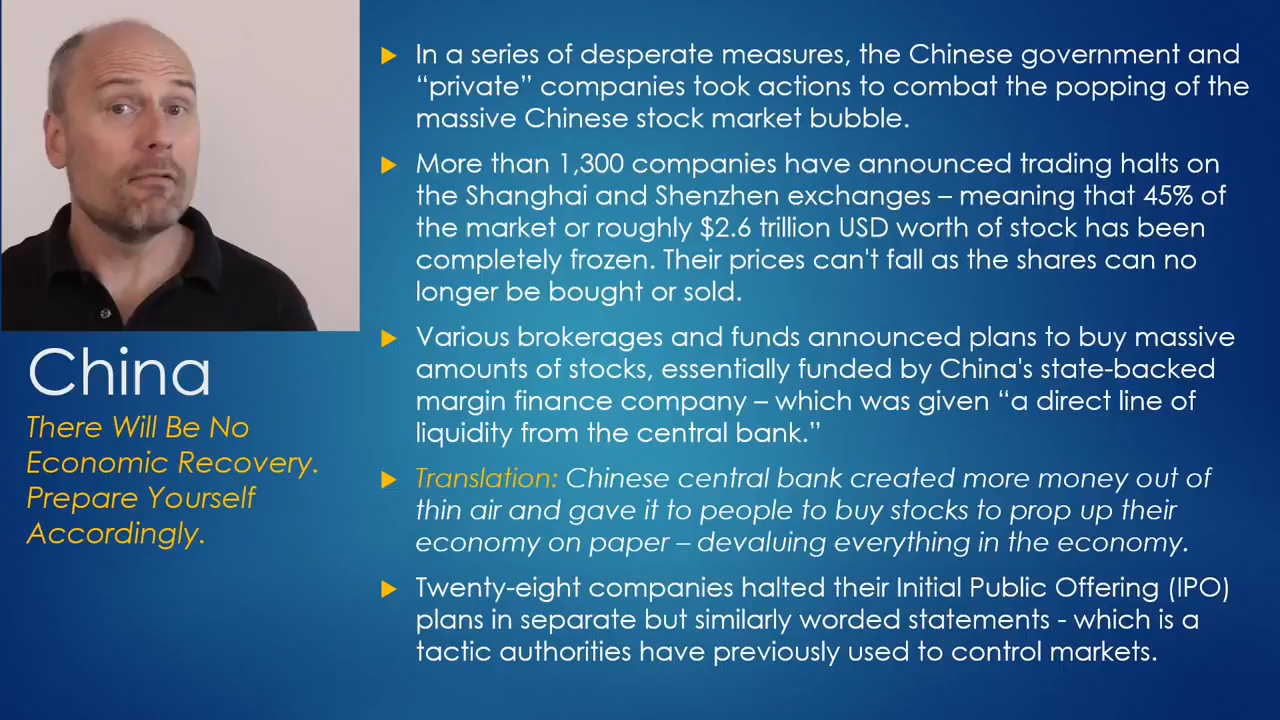 China
There Will Be No
Economic Recovery.
Prepare Yourself
Accordingly.
In a series of desperate measures, the Chinese government and
“private” companies took actions to combat the popping of the
massive Chinese stock market bubble.
More than 1,300 companies have announced trading halts on
the Shanghai and Shenzhen exchanges – meaning that 45% of
the market or roughly $2.6 trillion USD worth of stock has been
completely frozen. Their prices can't fall as the shares can no
longer be bought or sold.
Various brokerages and funds announced plans to buy massive
amounts of stocks, essentially funded by China's state-backed
margin finance company – which was given “a direct line of
liquidity from the central bank.”
Translation: Chinese central bank created more money out of
thin air and gave it to people to buy stocks to prop up their
economy on paper – devaluing everything in the economy.
Twenty-eight companies halted their Initial Public Offering (IPO)
plans in separate but similarly worded statements - which is a
tactic authorities have previously used to control markets.